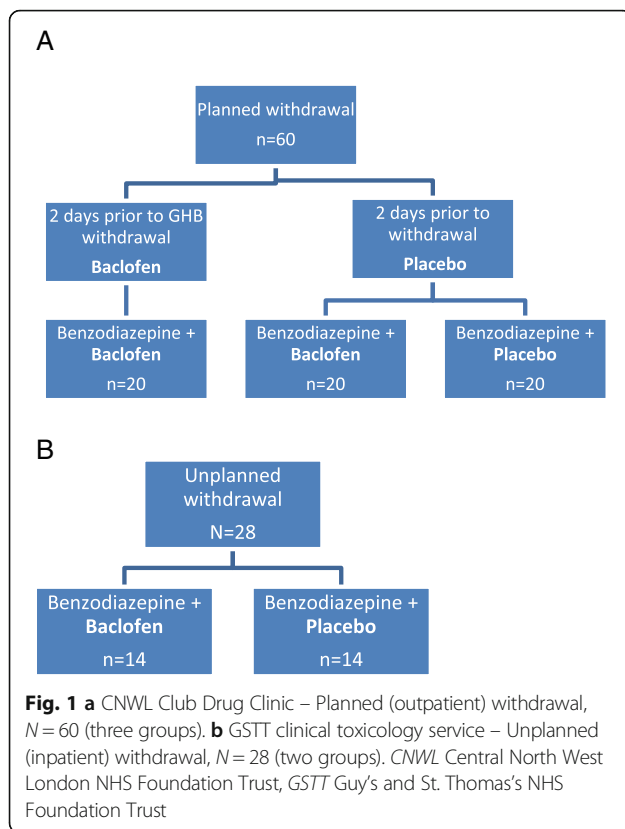 A
Planned withdrawal
n=60
2 days prior to GHB
withdrawal
Baclofen
2 days prior to
withdrawal
Placebo
Benzodiazepine +
Baclofen
n=20
Benzodiazepine +
Baclofen
n=20
Benzodiazepine +
Placebo
n=20
B
Unplanned
withdrawal
N=28
Benzodiazepine +
Baclofen
n=14
Benzodiazepine +
Placebo
n=14
Fig. 1 a CNWL Club Drug Clinic – Planned (outpatient) withdrawal,
N = 60 (three groups). b GSTT clinical toxicology service – Unplanned
(inpatient) withdrawal, N = 28 (two groups). CNWL Central North West
London NHS Foundation Trust, GSTT Guy's and St. Thomas's NHS
Foundation Trust